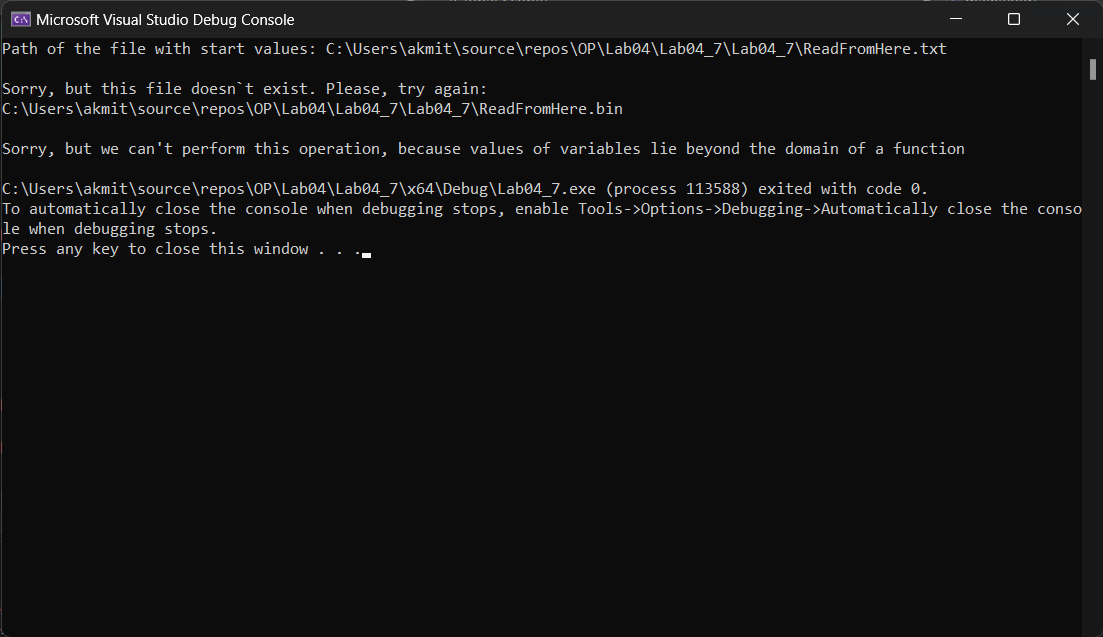 Microsoft Visual Studio Debug Console
Path of the file with start values: C:\Users\akmit\source\repos\OP\Lab04\Lab04_7\Lab04_7\ReadFromHere.txt
Sorry, but this file doesn`t exist. Please, try again:
C:\Users\akmit\source\repos\OP\Lab04\Lab04_7\Lab04_7\ReadFromHere.bin
Sorry, but we can't perform this operation, because values of variables lie beyond the domain of a function
C:\Users\akmit\source\repos\OP\Lab04\Lab04_7\x64\Debug\Lab04_7.exe (process 113588) exited with code 0.
To automatically close the console when debugging stops, enable Tools->Options->Debugging->Automatically close the conso
le when debugging stops.
Press any key to close this window . . .